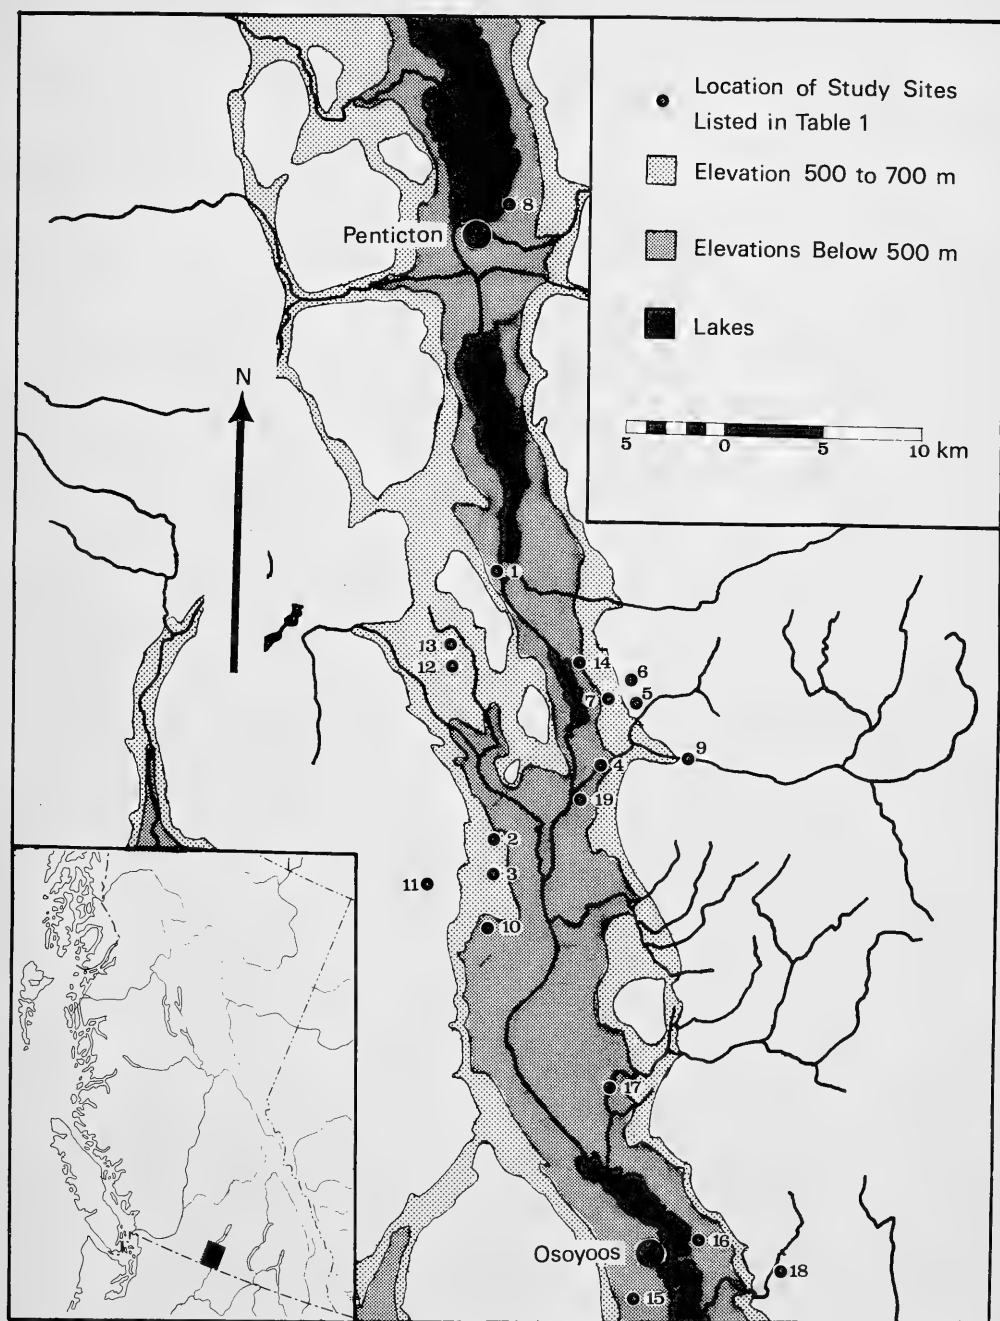 Location of Study Sites
Listed in Table 1
Elevation 500 to 700 m
Elevations Below 500 m
Lakes
5 0 5 10 km
8
Penticton
N
1
13
12
14
6
5
7
9
4
19
2
3
11
10
17
16
Osoyoos
18
15